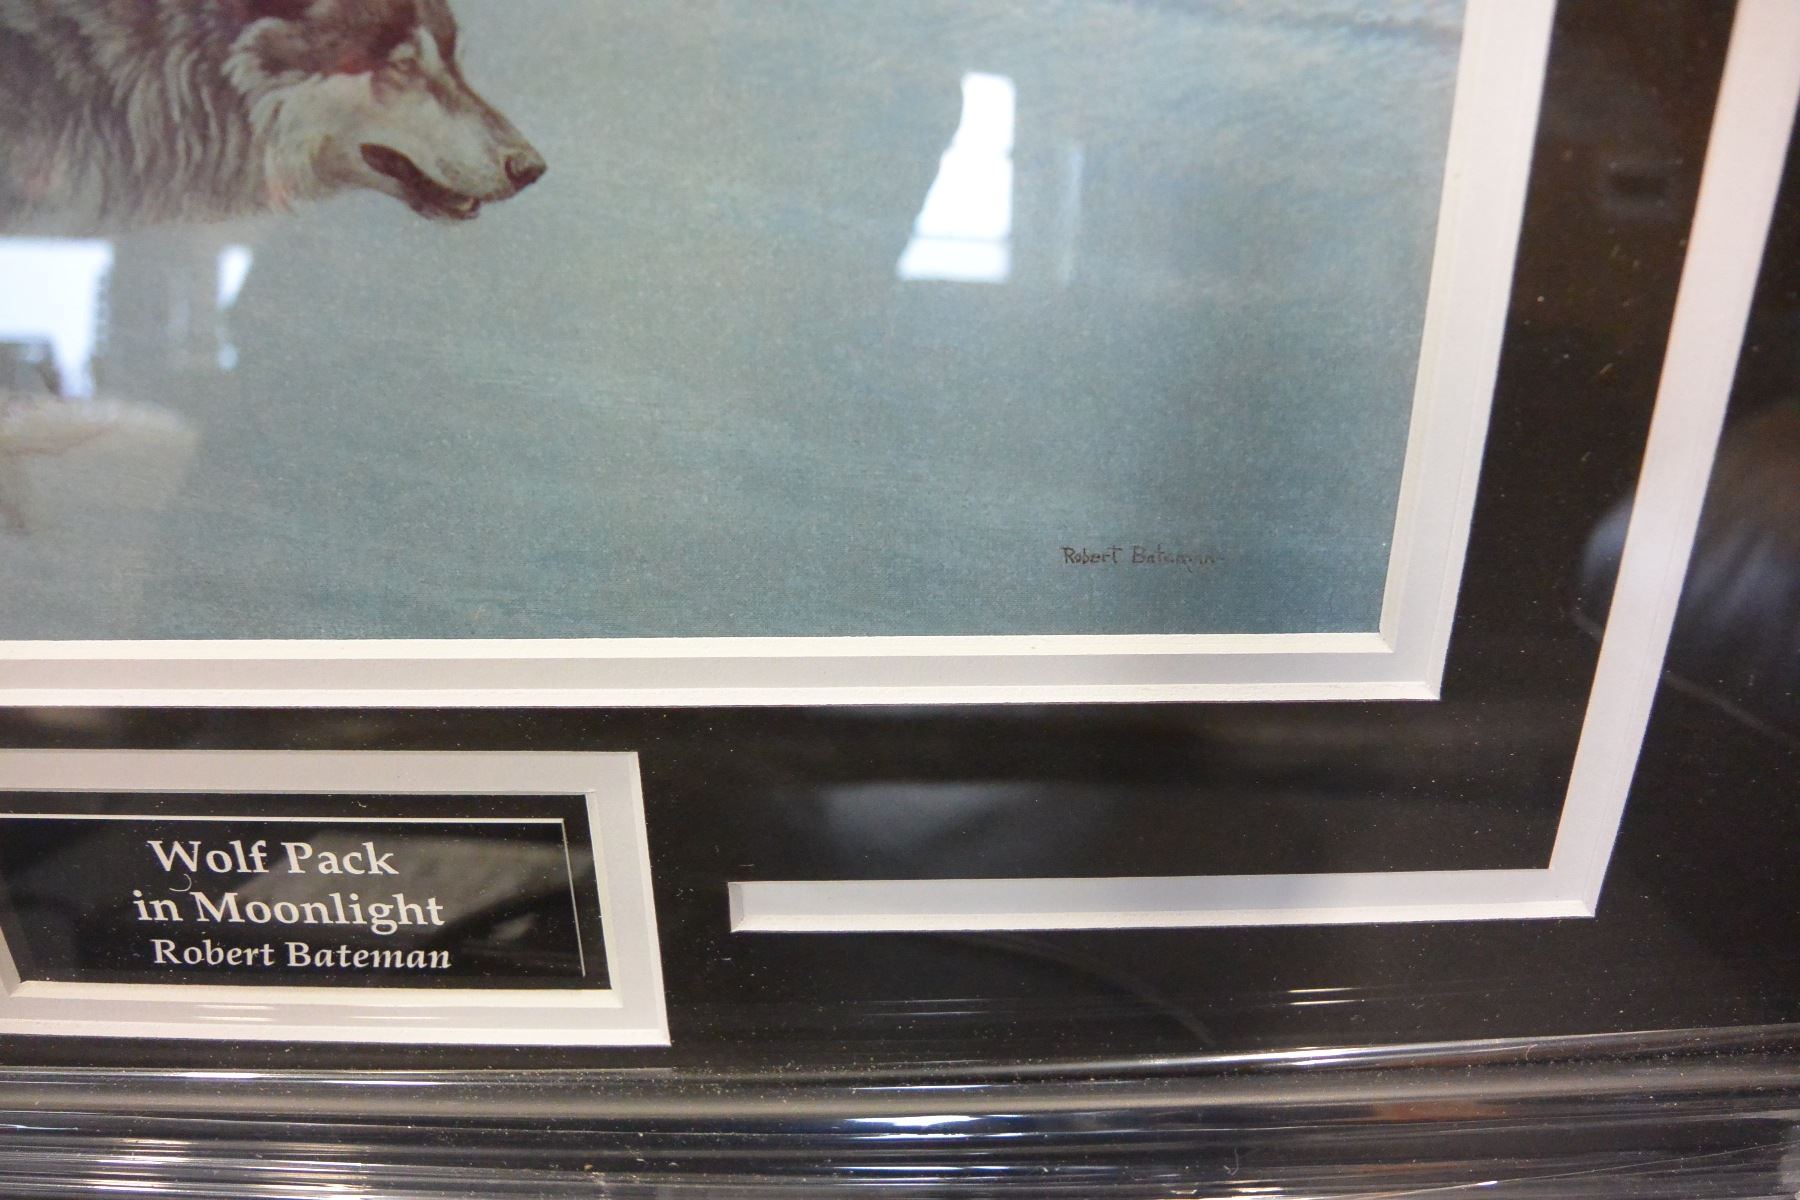 Robert Bateman
Wolf Pack
in Moonlight
Robert Bateman